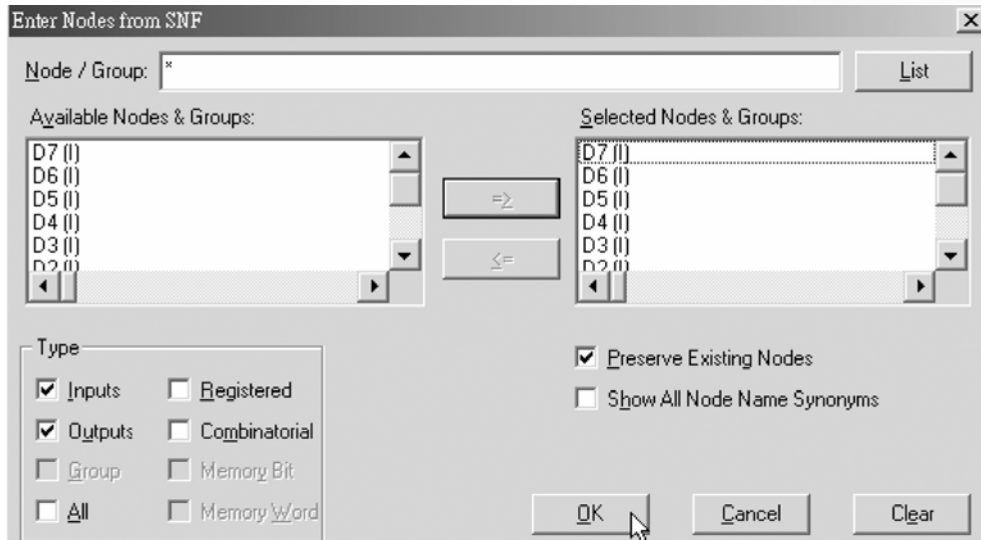 Enter Nodes from SNF
Node / Group: *
List
Available Nodes & Groups:
D7 (I)
D6 (I)
D5 (I)
D4 (I)
D3 (I)
D2 (I)
=>
<=
Selected Nodes & Groups:
D7 (I)
D6 (I)
D5 (I)
D4 (I)
D3 (I)
D2 (I)
Type
Inputs
Registered
Outputs
Combinatorial
Group
Memory Bit
All
Memory Word
Preserve Existing Nodes
Show All Node Name Synonyms
OK
Cancel
Clear